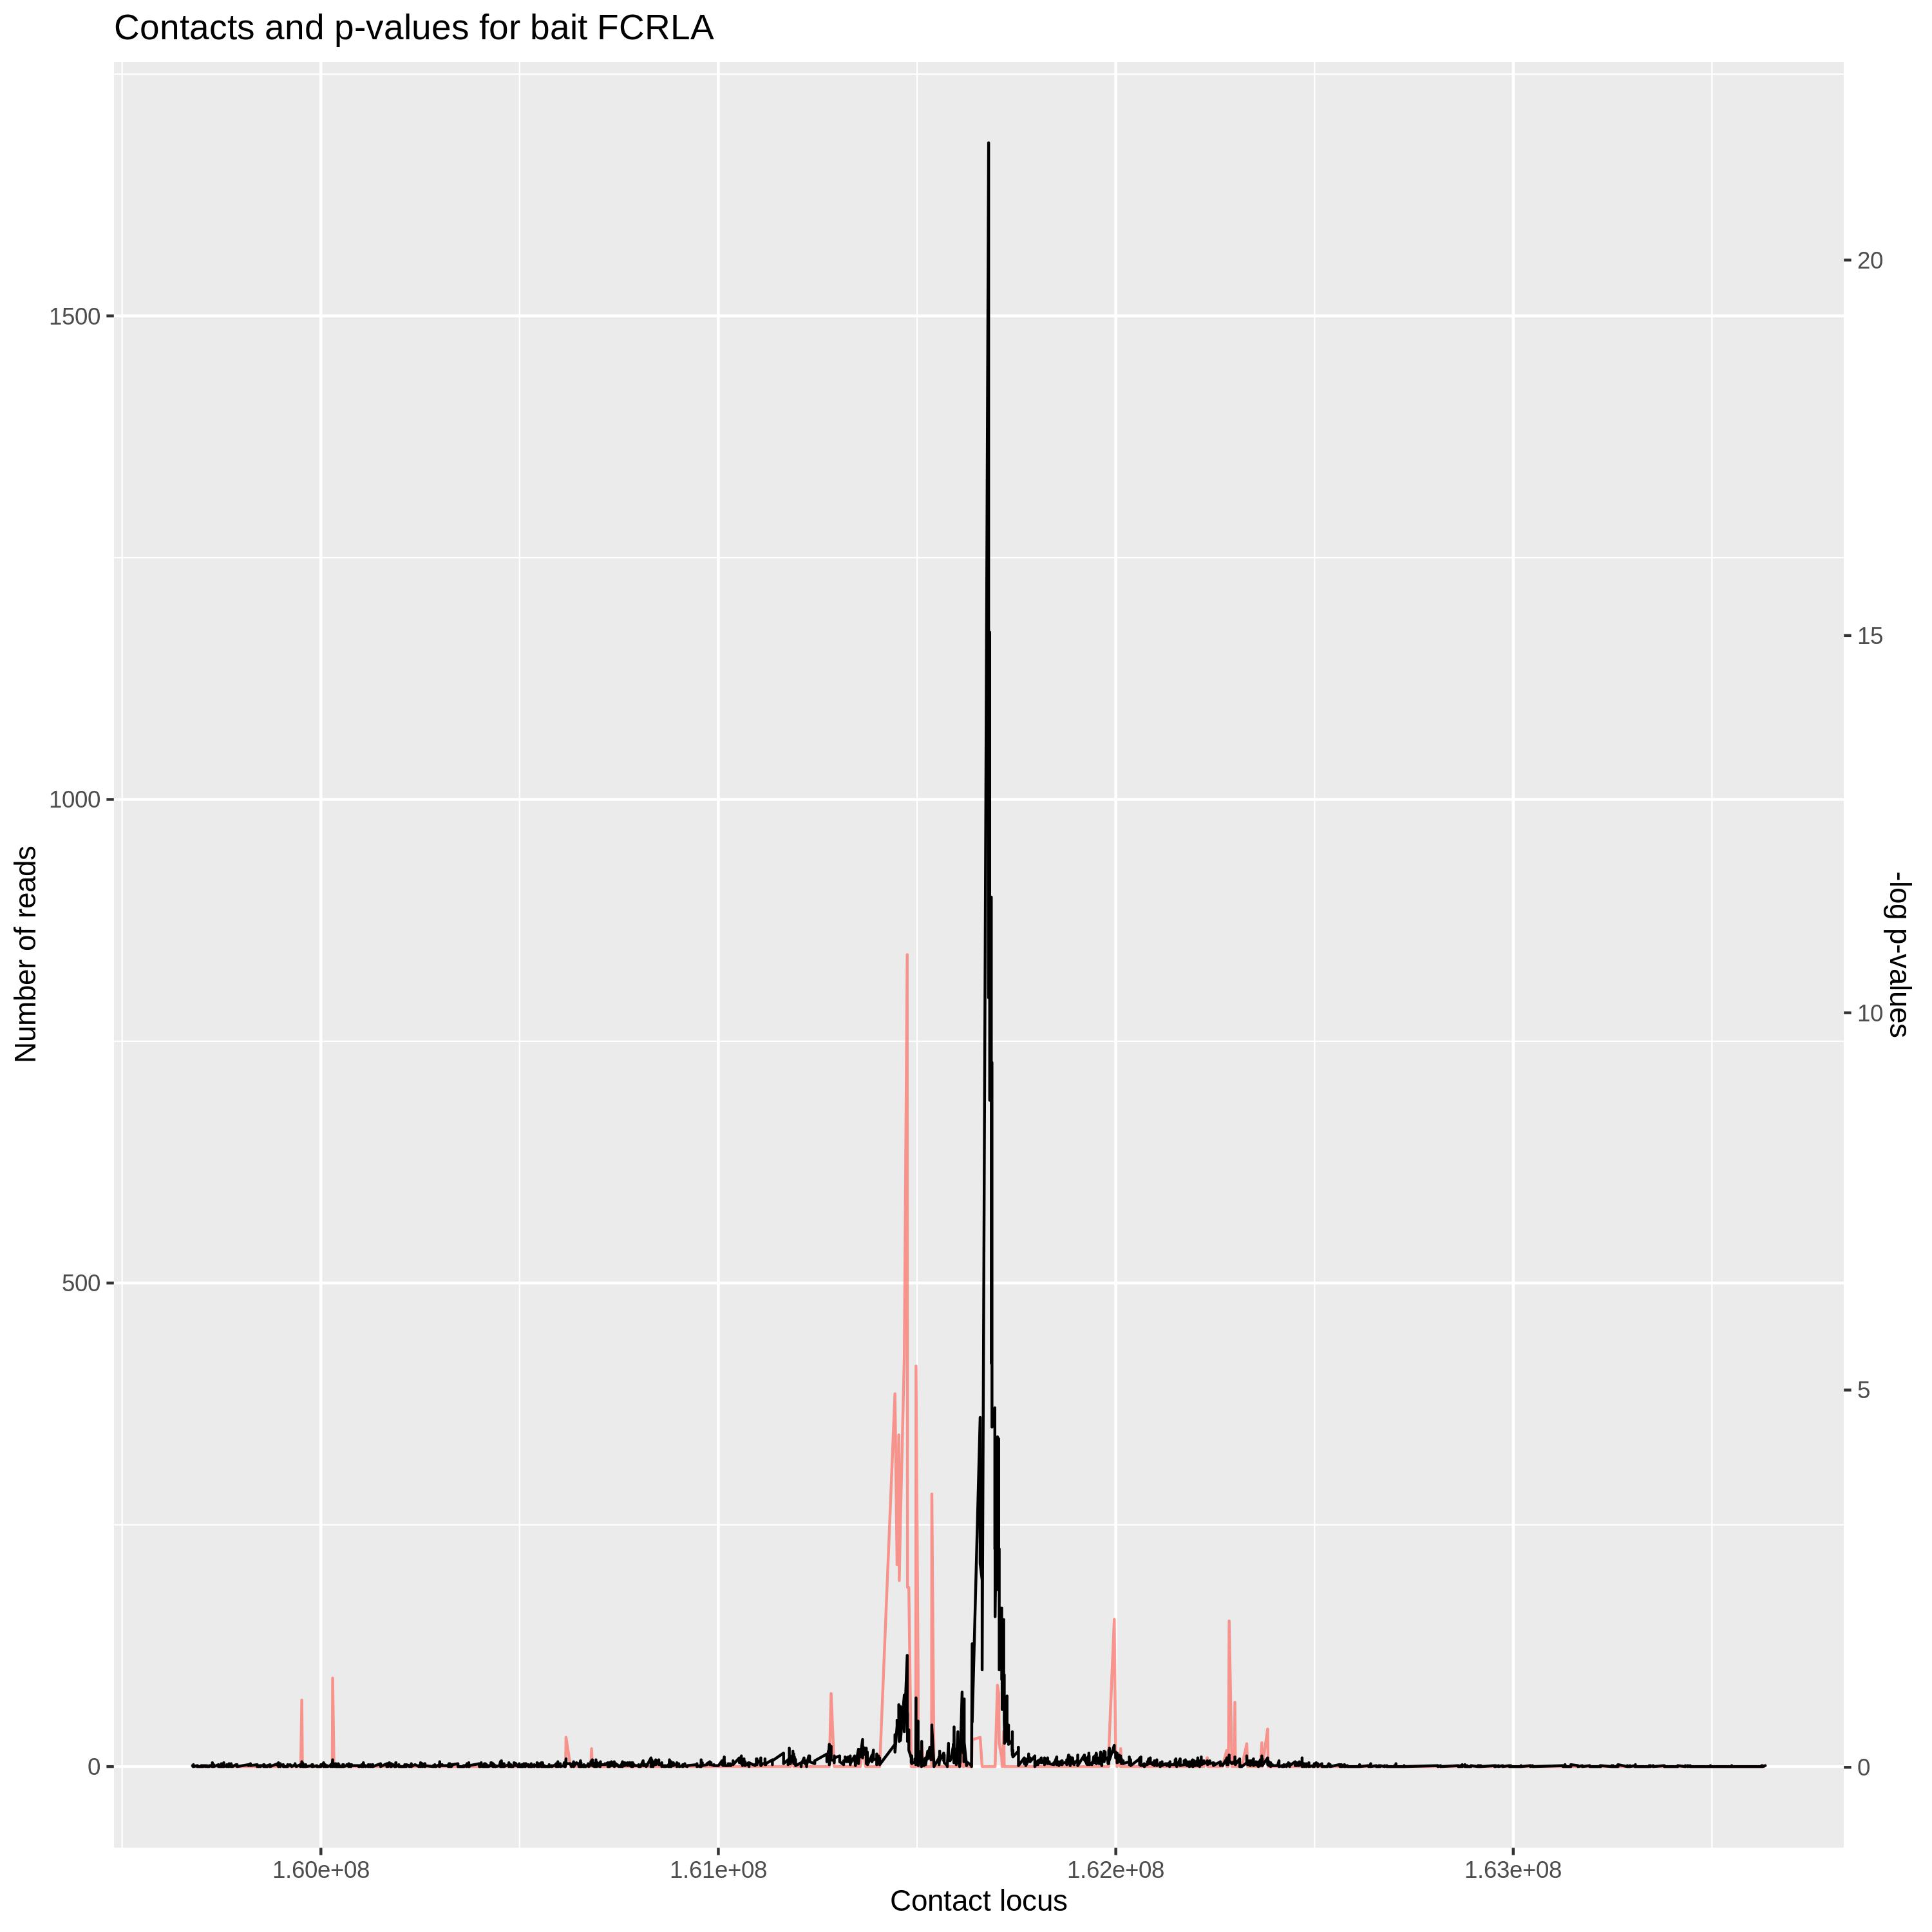 Contacts and p-values for bait FCRLA
Number of reads
1500
1000
500
0
20
15
10
5
0
-log p-values
1.60e+08
1.61e+08
1.62e+08
1.63e+08
Contact locus